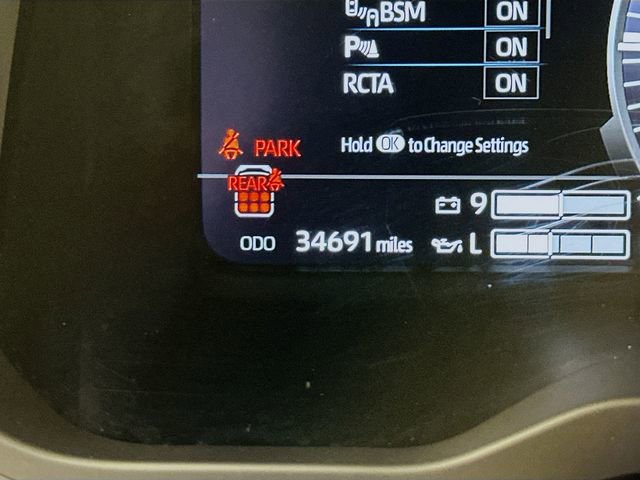 BSM ON
P ON
RCTA ON
PARK Hold OK to Change Settings
REAR
9
ODO 34691 miles L